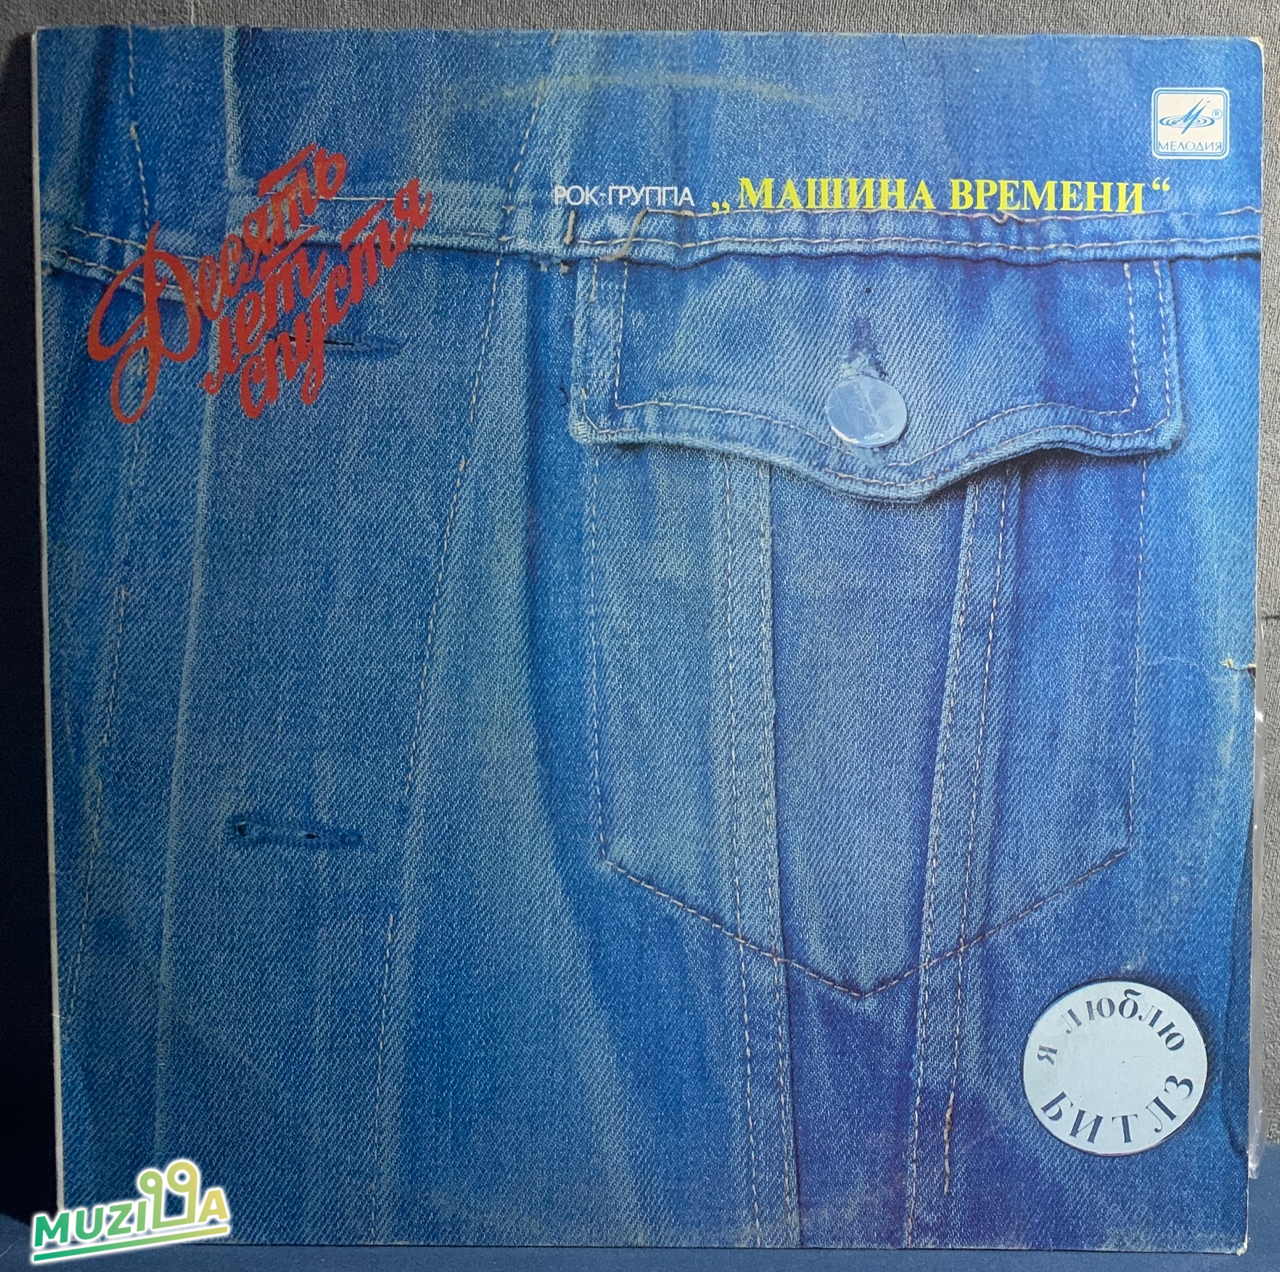 МЕЛОДИЯ
РОК-ГРУППА „МАШИНА ВРЕМЕНИ“
Десять
лет
спустя
Я ЛЮБЛЮ
БИТЛЗ
MUZILLA